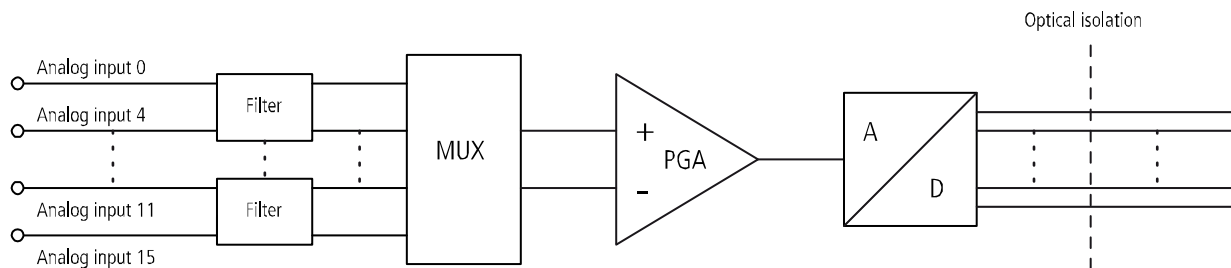 Optical isolation
Analog input 0
Filter
Analog input 4
MUX
+
PGA
-
A
D
Analog input 11
Filter
Analog input 15